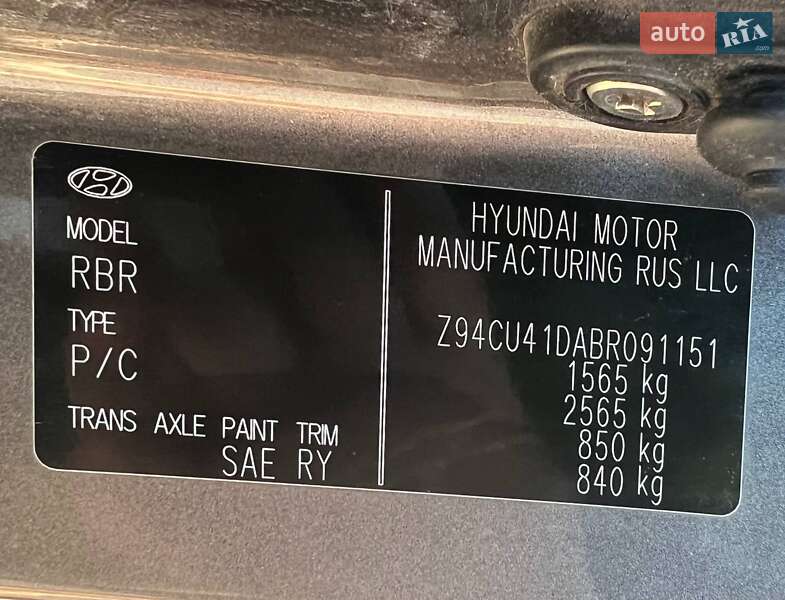 auto RIA.com
MODEL
RBR
TYPE
P/C
TRANS AXLE PAINT TRIM
SAE RY
HYUNDAI MOTOR
MANUFACTURING RUS LLC
Z94CU41DABR091151
1565 kg
2565 kg
850 kg
840 kg